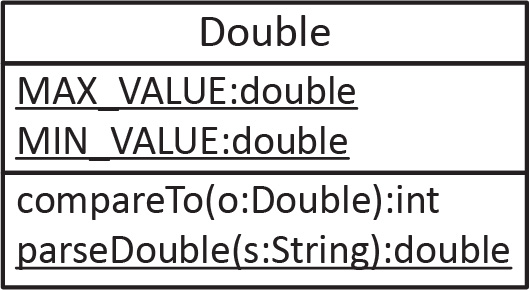 Double
MAX_VALUE:double
MIN_VALUE:double
compareTo(o:Double):int
parseDouble(s:String):double